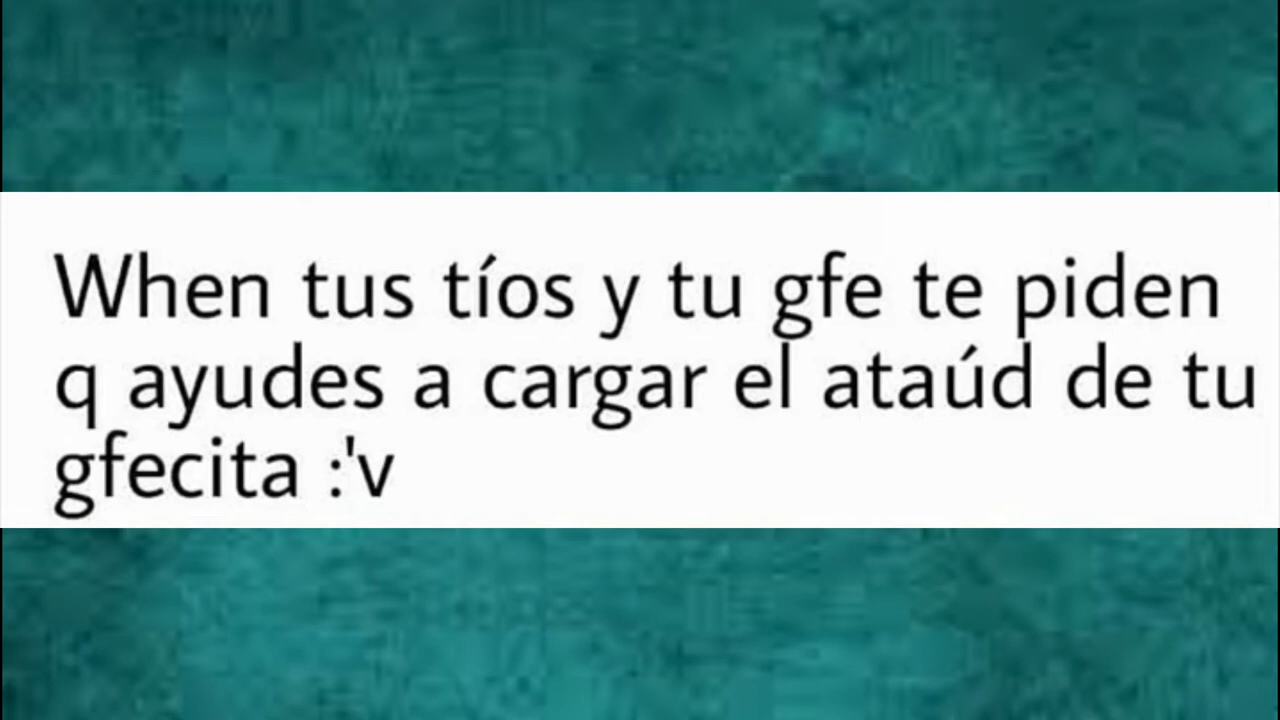 When tus tíos y tu gfe te piden
q ayudes a cargar el ataúd de tu
gfecita :'v